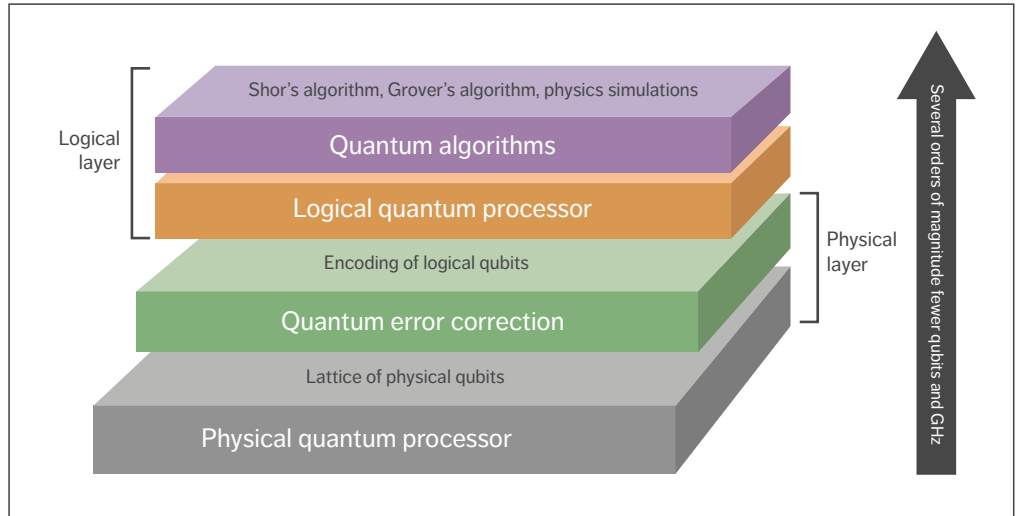 Shor's algorithm, Grover's algorithm, physics simulations
Quantum algorithms
Logical
layer
Logical quantum processor
Encoding of logical qubits
Quantum error correction
Physical
layer
Lattice of physical qubits
Physical quantum processor
Several orders of magnitude fewer qubits and GHz